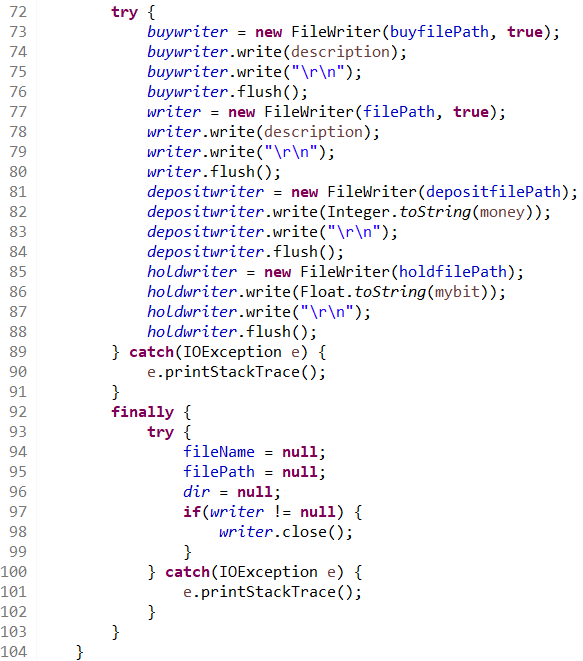 72 try {
73 buywriter = new FileWriter(buyfilePath, true);
74 buywriter.write(description);
75 buywriter.write("\r\n");
76 buywriter.flush();
77 writer = new FileWriter(filePath, true);
78 writer.write(description);
79 writer.write("\r\n");
80 writer.flush();
81 depositwriter = new FileWriter(depositfilePath);
82 depositwriter.write(Integer.toString(money));
83 depositwriter.write("\r\n");
84 depositwriter.flush();
85 holdwriter = new FileWriter(holdfilePath);
86 holdwriter.write(Float.toString(mybit));
87 holdwriter.write("\r\n");
88 holdwriter.flush();
89 } catch(IOException e) {
90 e.printStackTrace();
91 }
92 finally {
93 try {
94 fileName = null;
95 filePath = null;
96 dir = null;
97 if(writer != null) {
98 writer.close();
99 }
100 } catch(IOException e) {
101 e.printStackTrace();
102 }
103 }
104 }